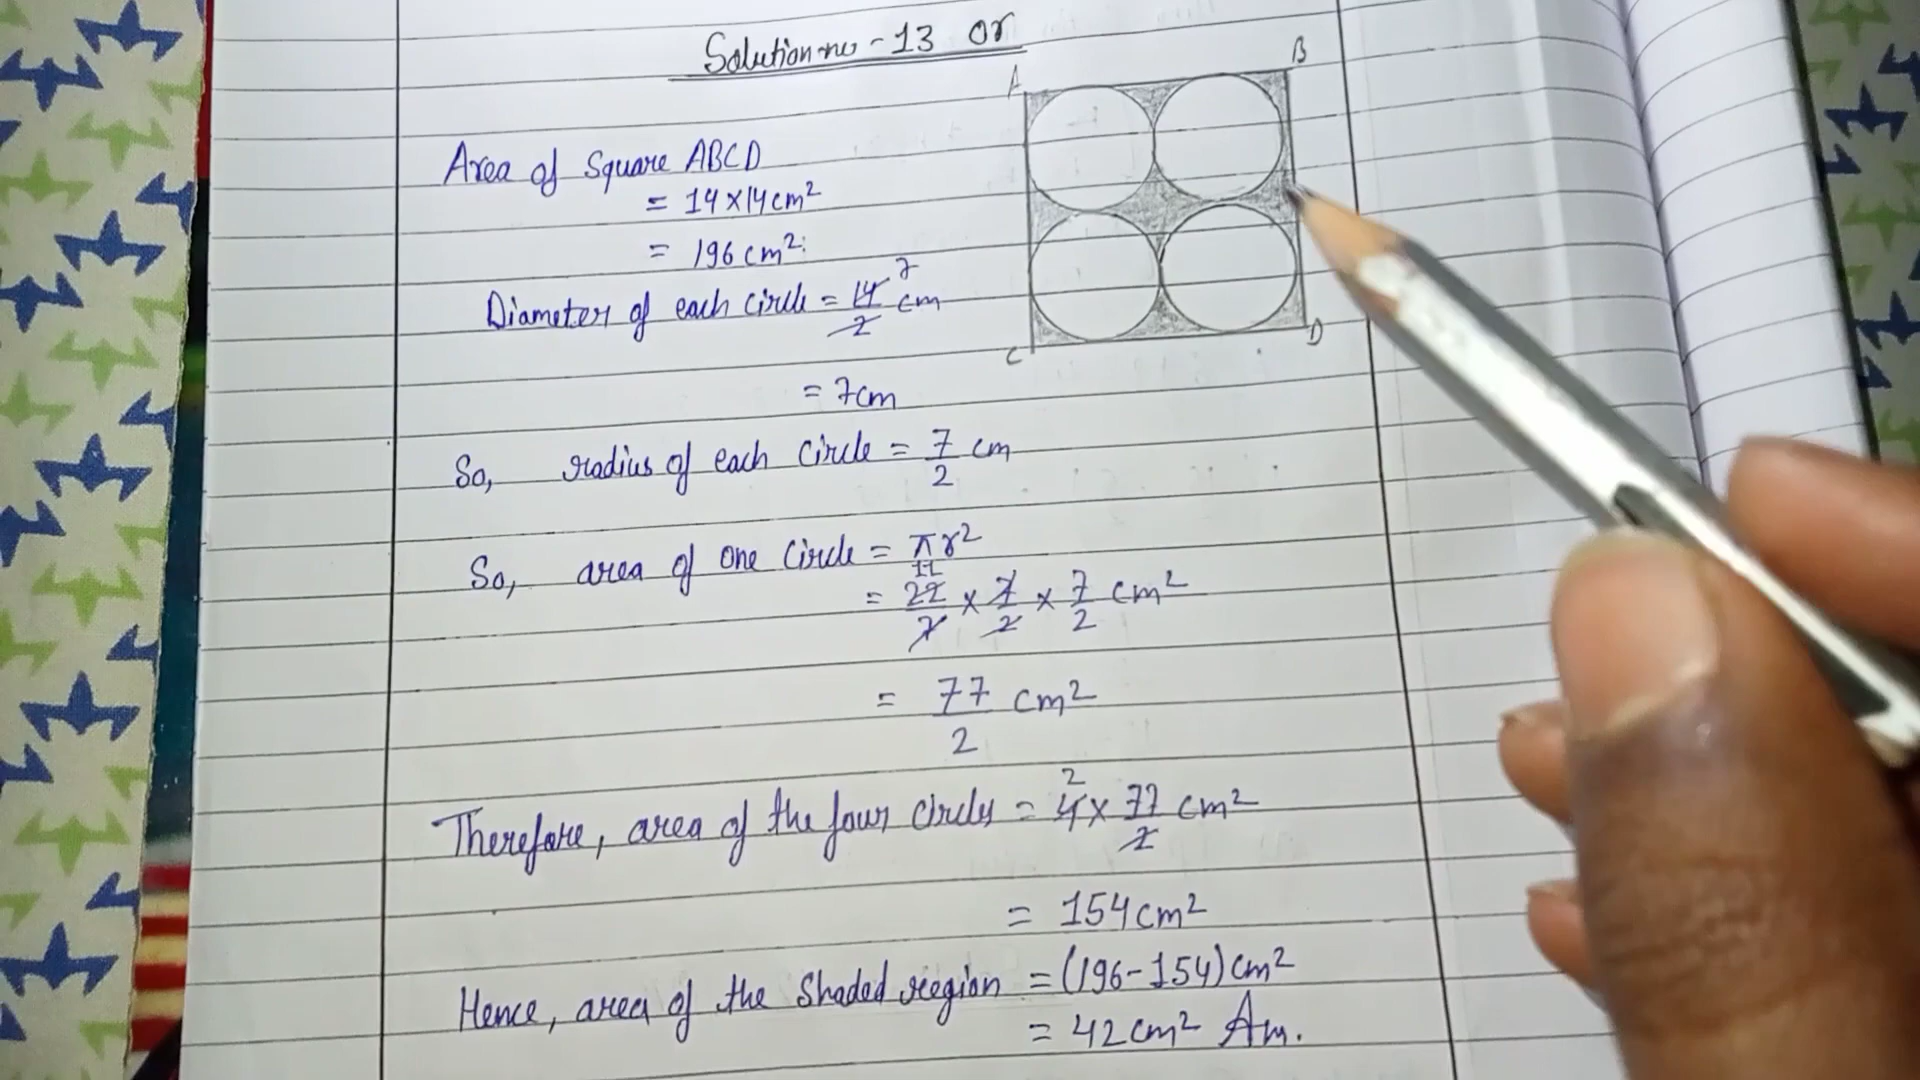 Solution no - 13 or
A
B
C
D
Area of Square ABCD
= 14 x 14 cm²
= 196 cm²
Diameter of each circle = 14/2 7 cm
= 7cm
So, radius of each circle = 7/2 cm
So, area of one circle = πr²
11
= 22/7 x 7/2 x 7/2 cm²
= 77/2 cm²
2
Therefore, area of the four circles = 4 x 77/2 cm²
= 154 cm²
Hence, area of the shaded region = (196-154) cm²
= 42 cm² Ans.